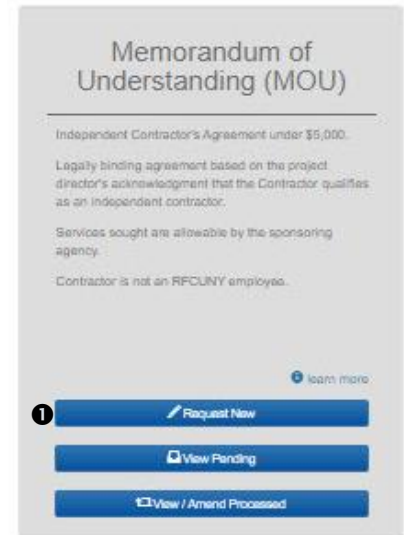 Memorandum of
Understanding (MOU)
Independent Contractor's Agreement under $5,000.
Legally binding agreement based on the project
director's acknowledgment that the Contractor qualifies
as an independent contractor.
Services sought are allowable by the sponsoring
agency.
Contractor is not an RFCUNY employee.
learn more
1
Request New
View Pending
View / Amend Processed